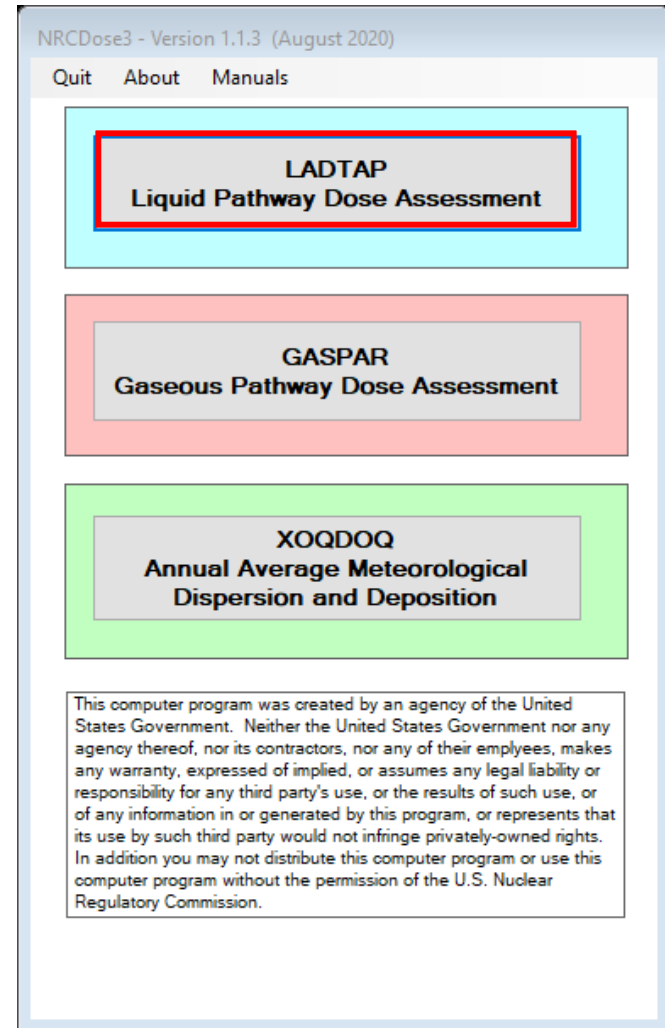 NRCDose3 - Version 1.1.3 (August 2020)
Quit About Manuals
LADTAP
Liquid Pathway Dose Assessment
GASPAR
Gaseous Pathway Dose Assessment
XOQDOQ
Annual Average Meteorological
Dispersion and Deposition
This computer program was created by an agency of the United
States Government. Neither the United States Government nor any
agency thereof, nor its contractors, nor any of their emplyees, makes
any warranty, expressed of implied, or assumes any legal liability or
responsibility for any third party's use, or the results of such use, or
of any information in or generated by this program, or represents that
its use by such third party would not infringe privately-owned rights.
In addition you may not distribute this computer program or use this
computer program without the permission of the U.S. Nuclear
Regulatory Commission.